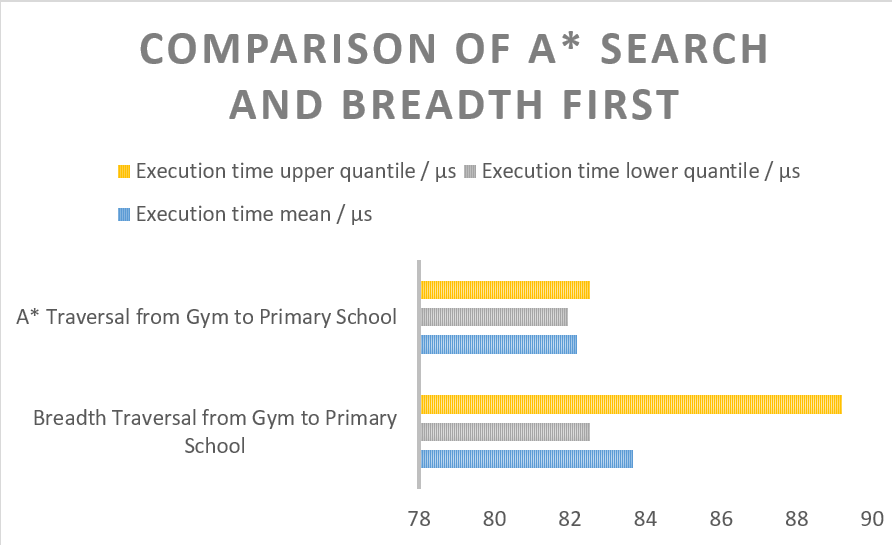 COMPARISON OF A* SEARCH
AND BREADTH FIRST
Execution time upper quantile / µs Execution time lower quantile / µs
Execution time mean / µs
A* Traversal from Gym to Primary School
Breadth Traversal from Gym to Primary
School
78 80 82 84 86 88 90